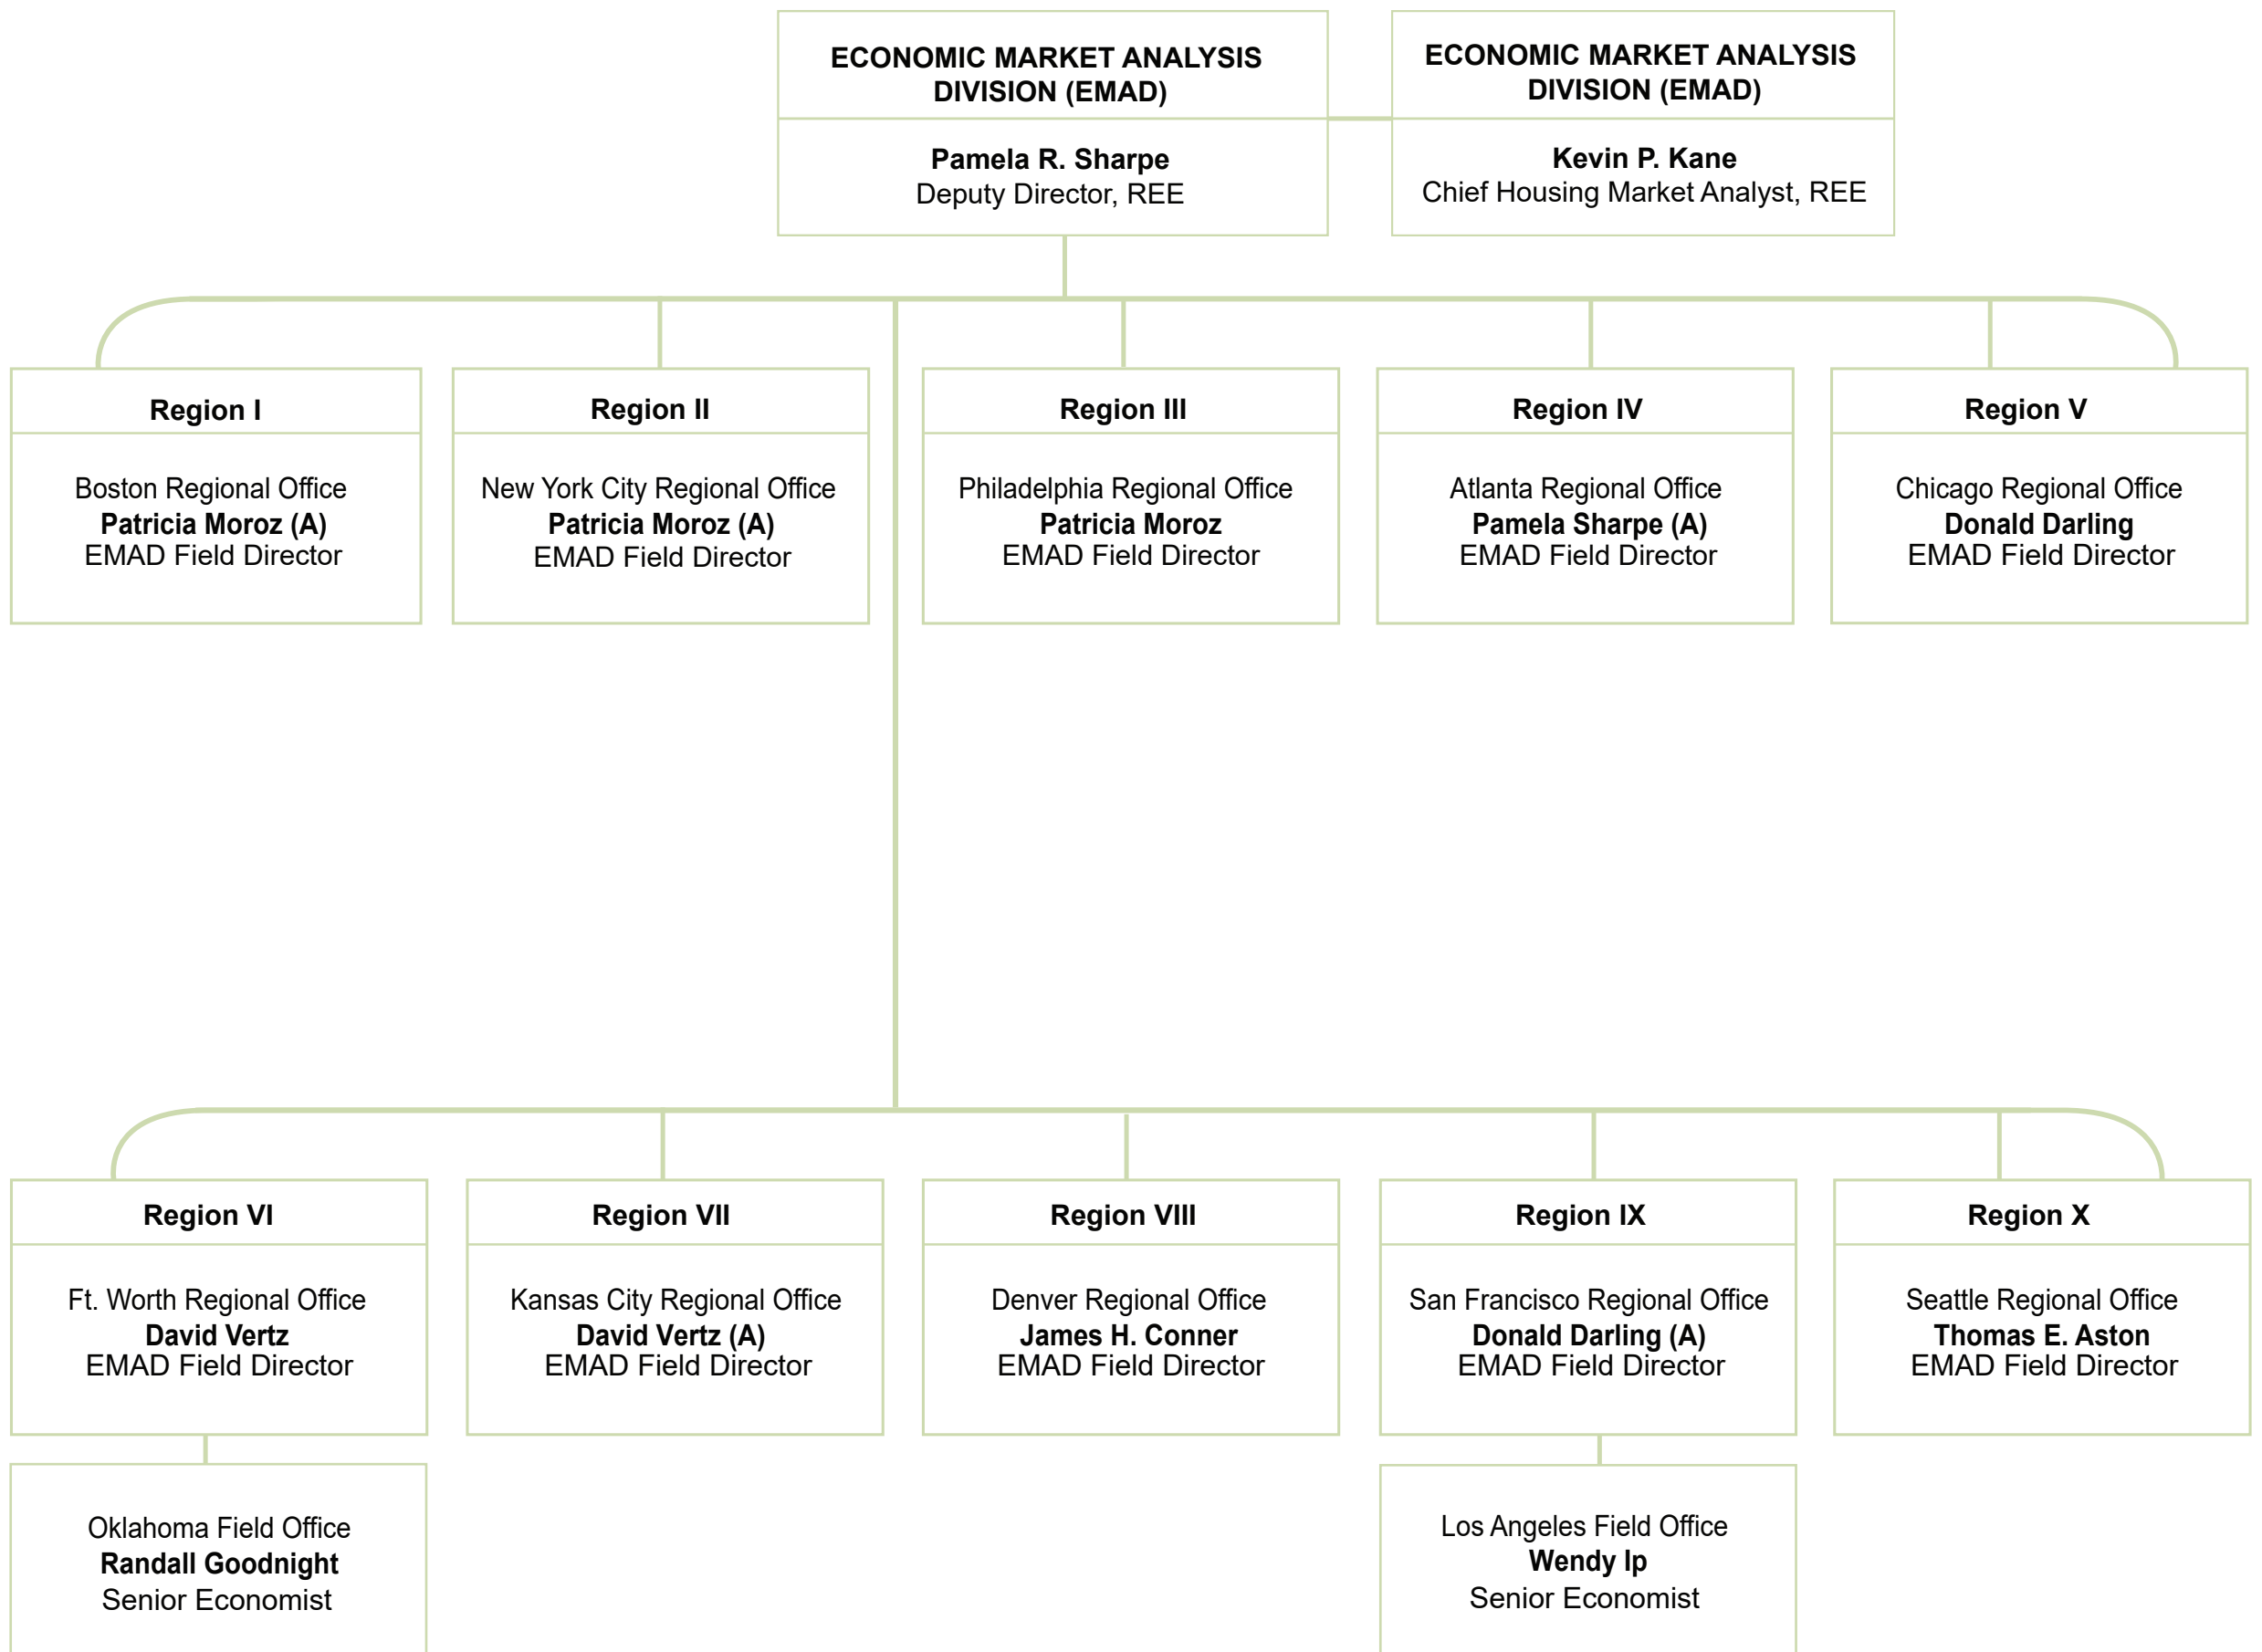 ECONOMIC MARKET ANALYSIS
DIVISION (EMAD)
Pamela R. Sharpe
Deputy Director, REE
ECONOMIC MARKET ANALYSIS
DIVISION (EMAD)
Kevin P. Kane
Chief Housing Market Analyst, REE
Region I
Boston Regional Office
Patricia Moroz (A)
EMAD Field Director
Region II
New York City Regional Office
Patricia Moroz (A)
EMAD Field Director
Region III
Philadelphia Regional Office
Patricia Moroz
EMAD Field Director
Region IV
Atlanta Regional Office
Pamela Sharpe (A)
EMAD Field Director
Region V
Chicago Regional Office
Donald Darling
EMAD Field Director
Region VI
Ft. Worth Regional Office
David Vertz
EMAD Field Director
Oklahoma Field Office
Randall Goodnight
Senior Economist
Region VII
Kansas City Regional Office
David Vertz (A)
EMAD Field Director
Region VIII
Denver Regional Office
James H. Conner
EMAD Field Director
Region IX
San Francisco Regional Office
Donald Darling (A)
EMAD Field Director
Los Angeles Field Office
Wendy Ip
Senior Economist
Region X
Seattle Regional Office
Thomas E. Aston
EMAD Field Director